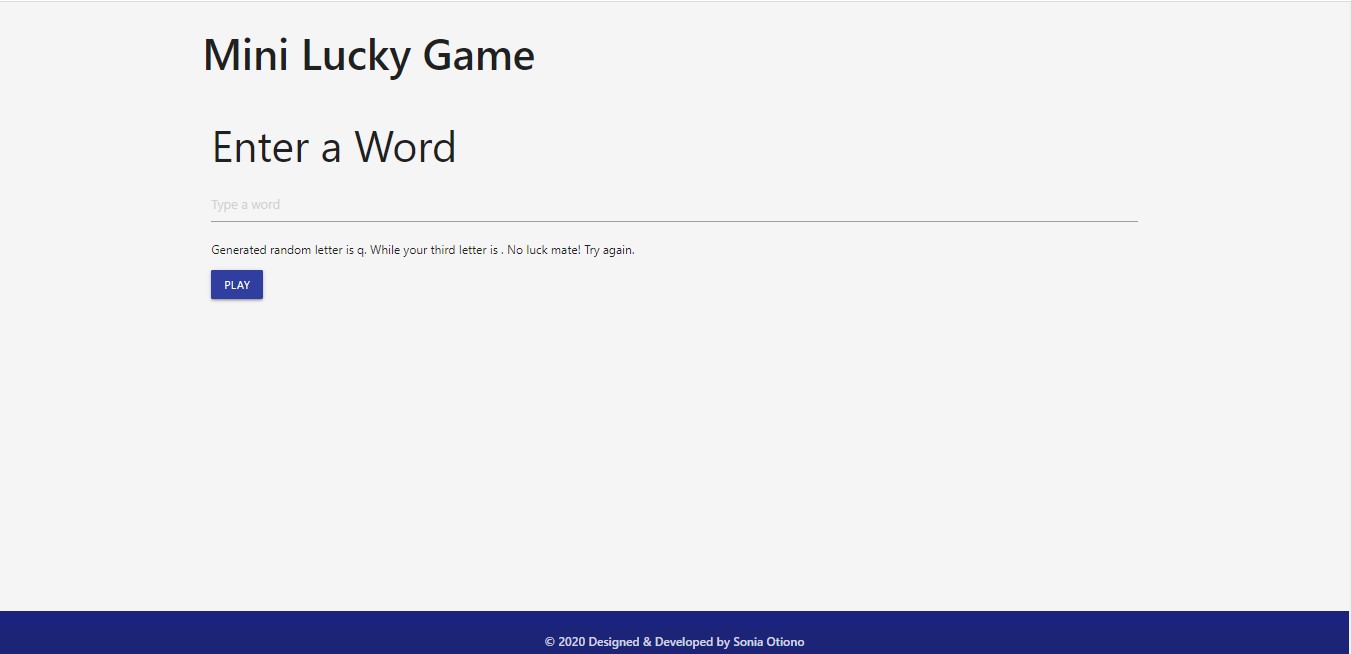 Mini Lucky Game
Enter a Word
Type a word
Generated random letter is q. While your third letter is . No luck mate! Try again.
PLAY
© 2020 Designed & Developed by Sonia Otiono